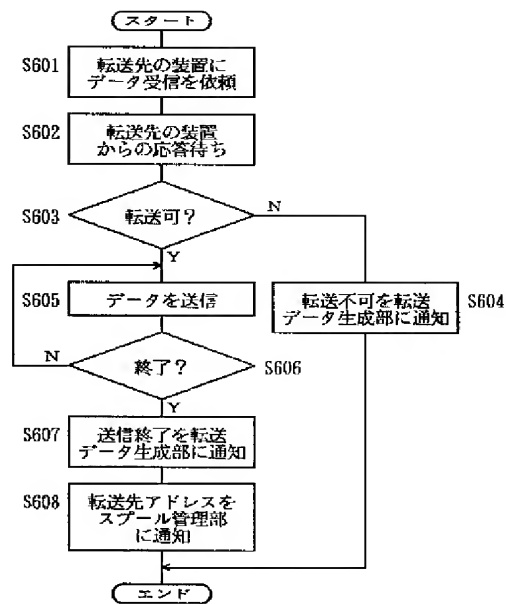 スタート
S601
転送先の装置に
データ受信を依頼
S602
転送先の装置
からの応答待ち
S603
転送可?
N
Y
S605
データを送信
転送不可を転送
データ生成部に通知
S604
N
終了?
S606
Y
S607
送信終了を転送
データ生成部に通知
S608
転送先アドレスを
スプール管理部
に通知
エンド